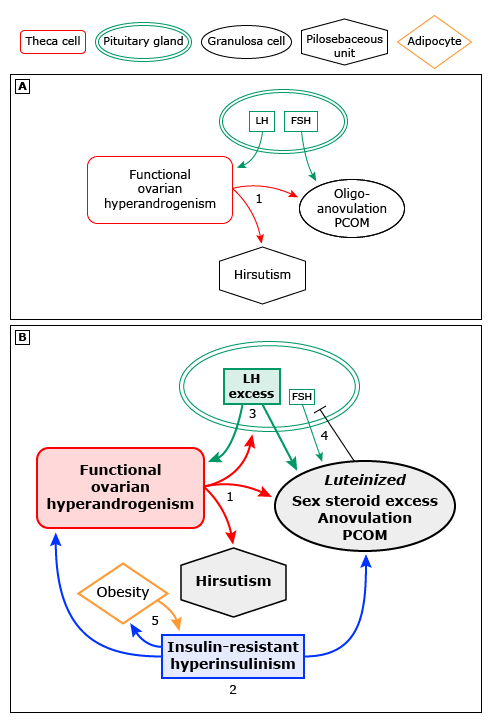 Theca cell
Pituitary gland
Granulosa cell
Pilosebaceous
unit
Adipocyte
A
LH
FSH
Functional
ovarian
hyperandrogenism
1
Oligo-
anovulation
PCOM
Hirsutism
B
LH
excess
FSH
3
4
Functional
ovarian
hyperandrogenism
1
Luteinized
Sex steroid excess
Anovulation
PCOM
Hirsutism
Obesity
5
Insulin-resistant
hyperinsulinism
2